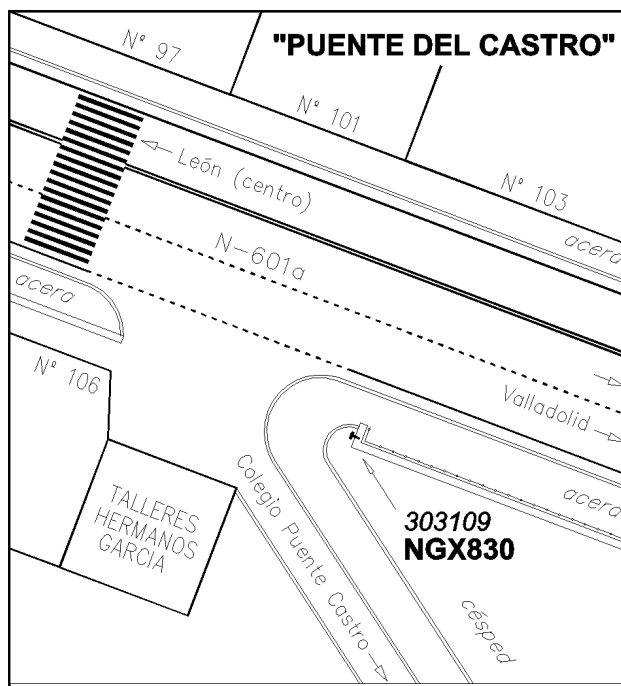 "PUENTE DEL CASTRO"
Nº 97
Nº 101
Nº 103
León (centro)
acera
N-601a
acera
Nº 106
Valladolid
acera
TALLERES
HERMANOS
GARCIA
Colegio Puente Castro
303109
NGX830
césped